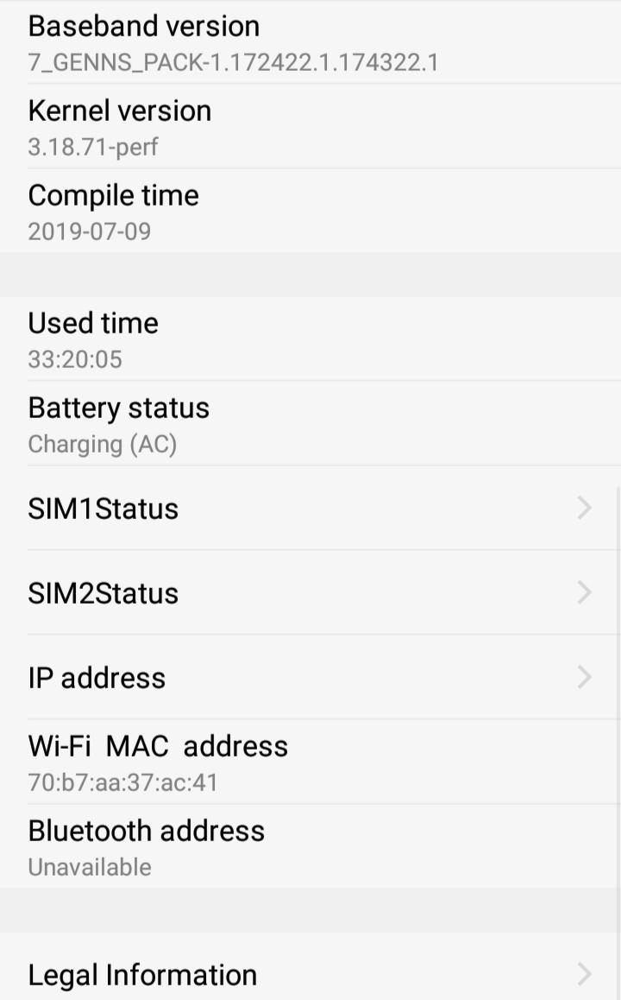 Baseband version
7_GENNS_PACK-1.172422.1.174322.1
Kernel version
3.18.71-perf
Compile time
2019-07-09
Used time
33:20:05
Battery status
Charging (AC)
SIM1Status
SIM2Status
IP address
Wi-Fi  MAC  address
70:b7:aa:37:ac:41
Bluetooth address
Unavailable
Legal Information